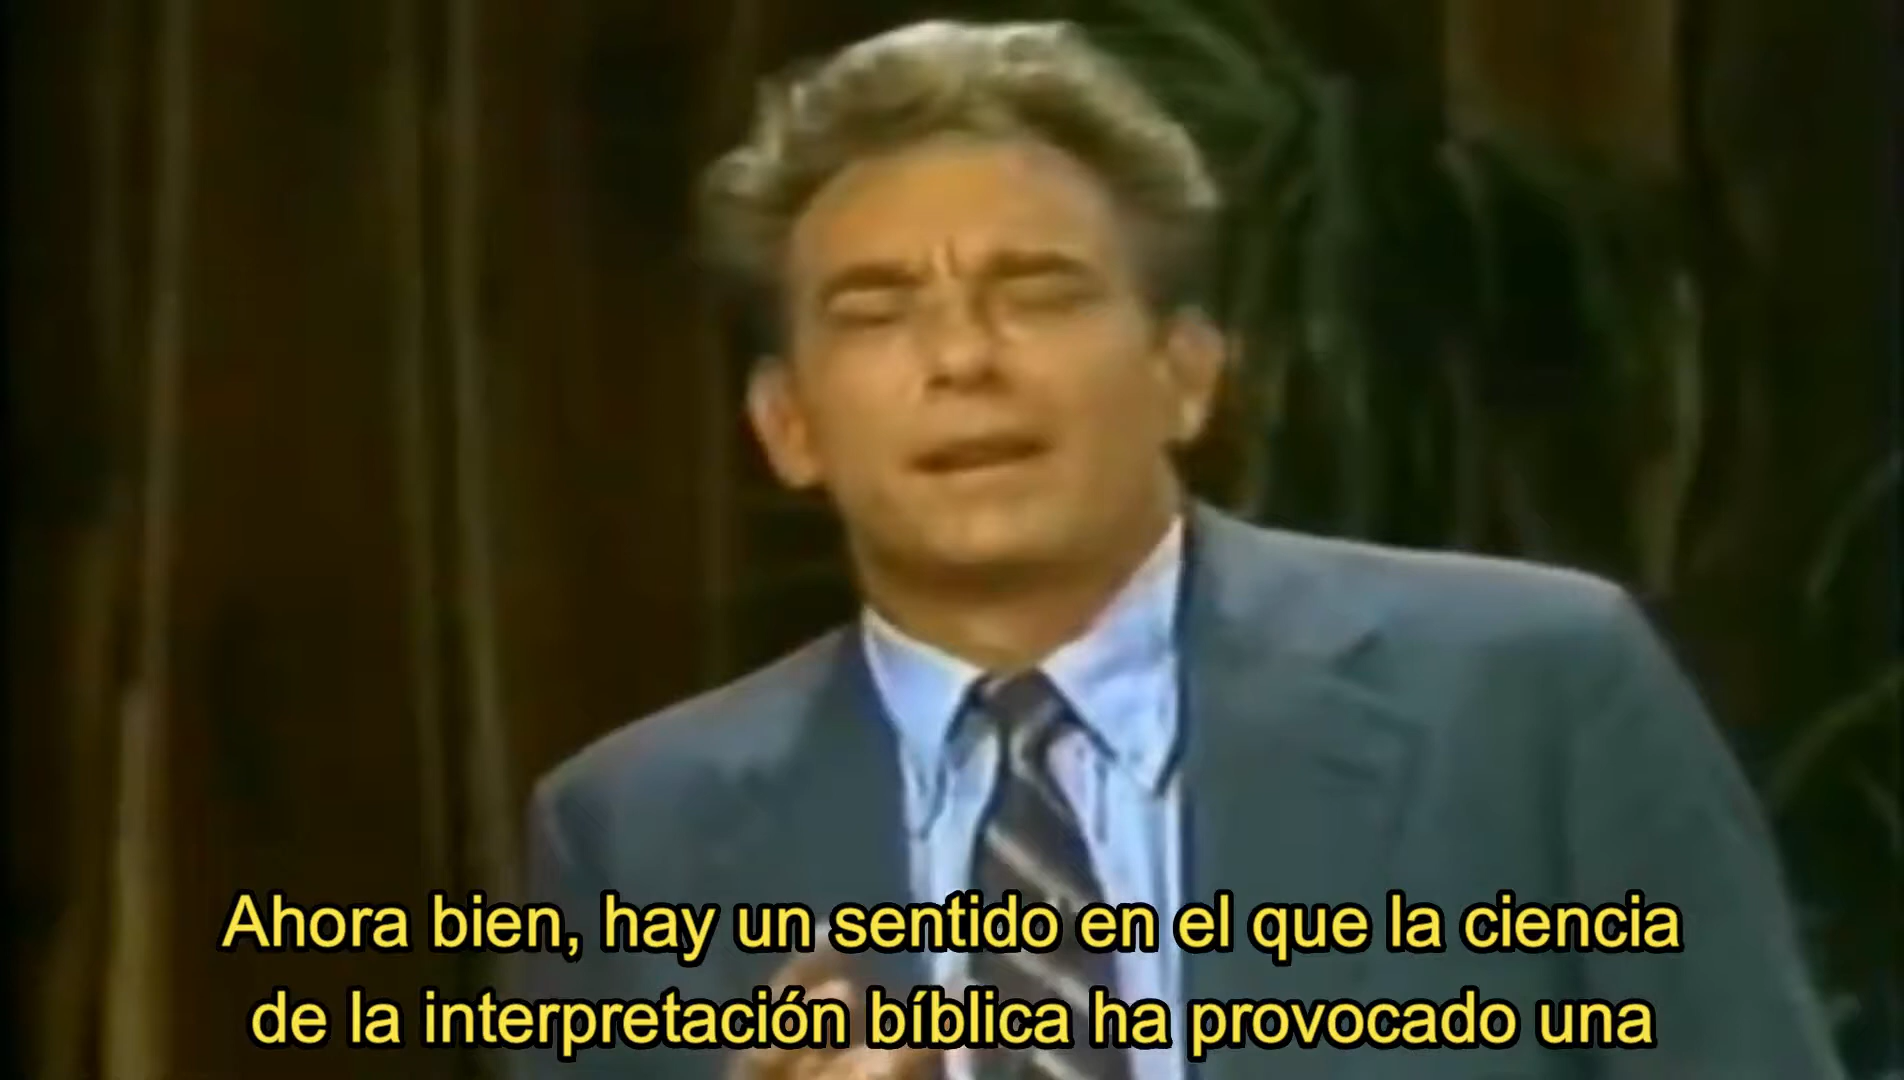 Ahora bien, hay un sentido en el que la ciencia
de la interpretación bíblica ha provocado una